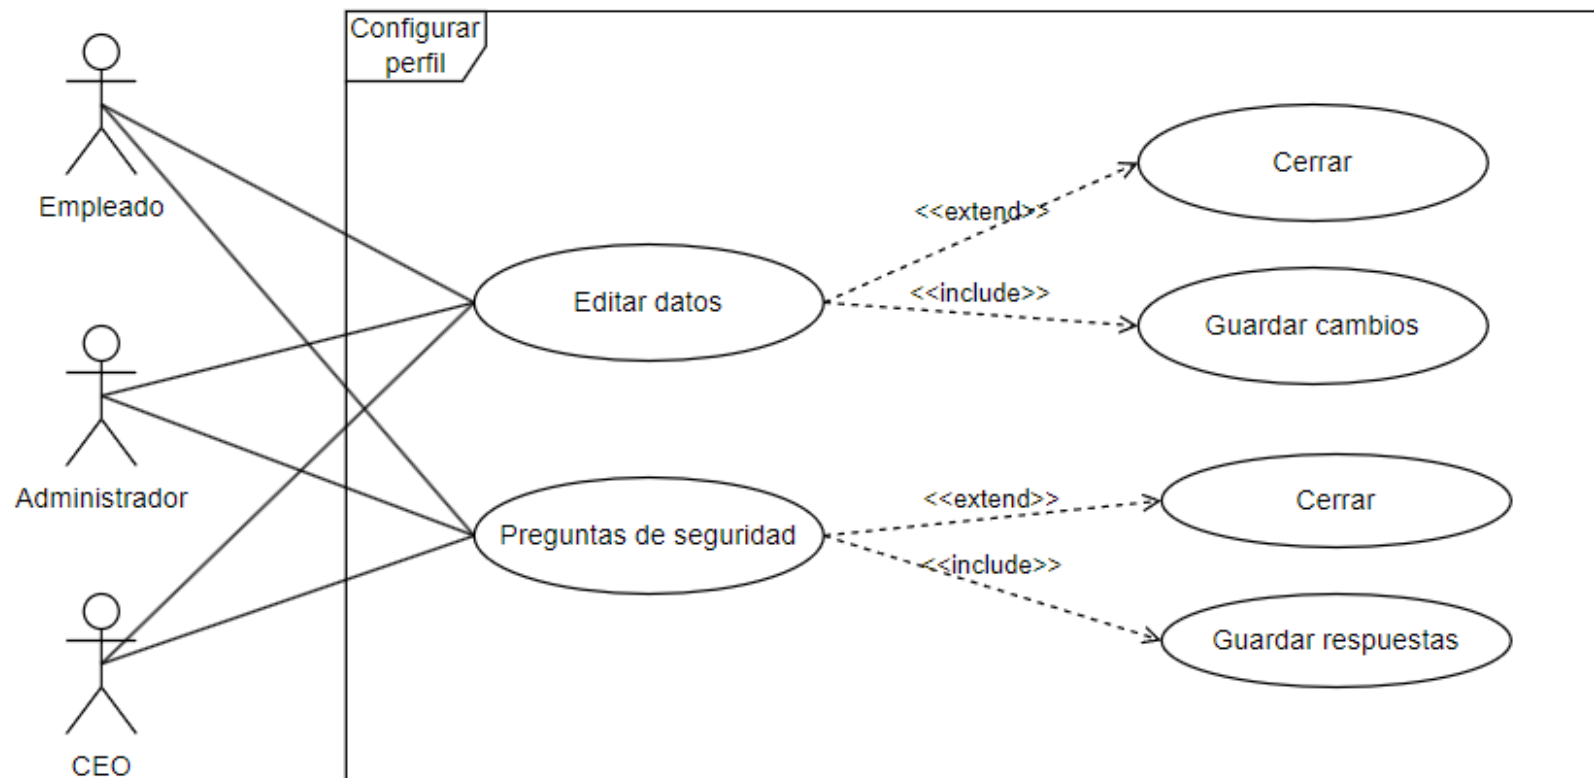 Configurar
perfil
Empleado
Cerrar
<<extend>>
<<include>>
Editar datos
Guardar cambios
Administrador
Cerrar
<<extend>>
Preguntas de seguridad
<<include>>
Guardar respuestas
CEO